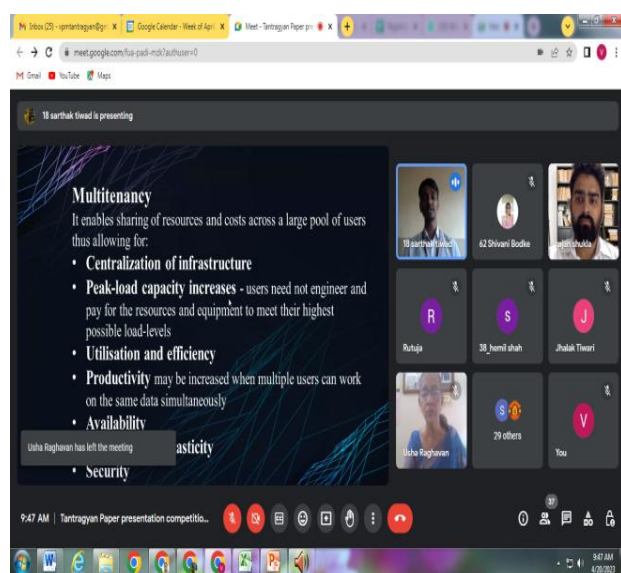 Inbox (25) - vpmtantragyan@g
Google Calendar - Week of April
Meet - Tantragyan Paper pre
meet.google.com/fua-padi-mzk?authuser=0
Gmail YouTube Maps
18 sarthak tiwad is presenting
Multitenancy
It enables sharing of resources and costs across a large pool of users
thus allowing for:
• Centralization of infrastructure
• Peak-load capacity increases - users need not engineer and
pay for the resources and equipment to meet their highest
possible load-levels
• Utilisation and efficiency
• Productivity may be increased when multiple users can work
on the same data simultaneously
• Availability
asticity
• Security
Usha Raghavan has left the meeting
18 sarthak tiwad
62 Shivani Bodke
shukla
R
Rutuja
S
38_hemil shah
J
Jhalak Tiwari
Usha Raghavan
S
29 others
V
You
9:47 AM | Tantragyan Paper presentation competitio...
37
9:47 AM
4/20/2023